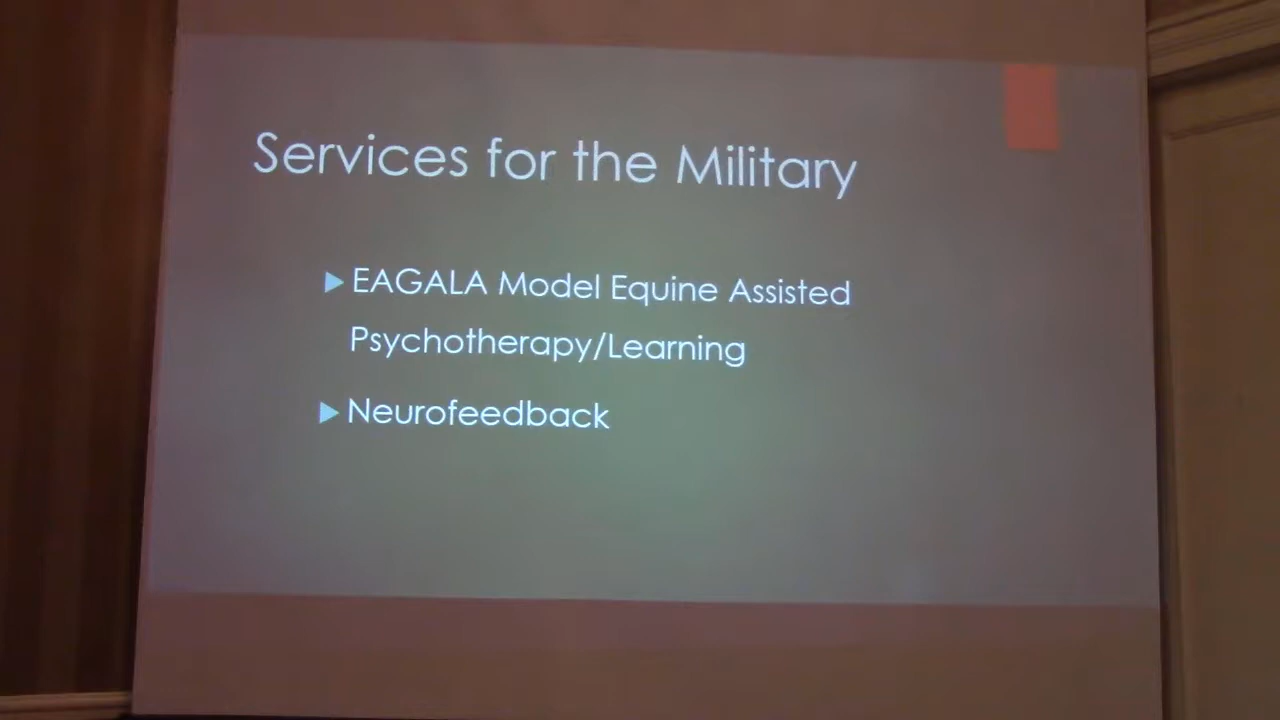 Services for the Military
EAGALA Model Equine Assisted
Psychotherapy/Learning
Neurofeedback